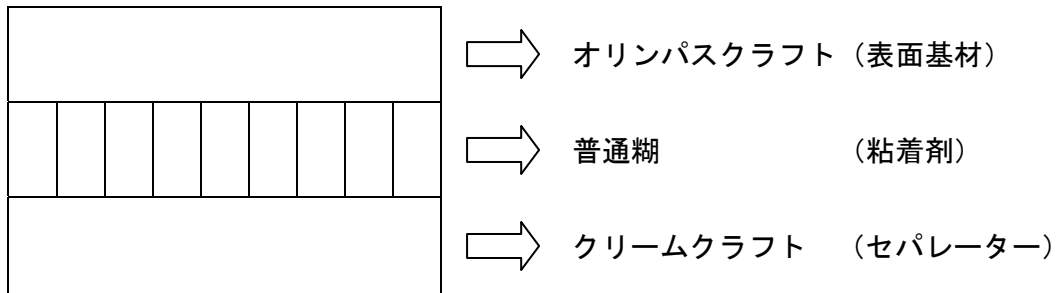 オリンパスクラフト（表面基材）
普通糊　　　　　　（粘着剤）
クリームクラフト　（セパレーター）